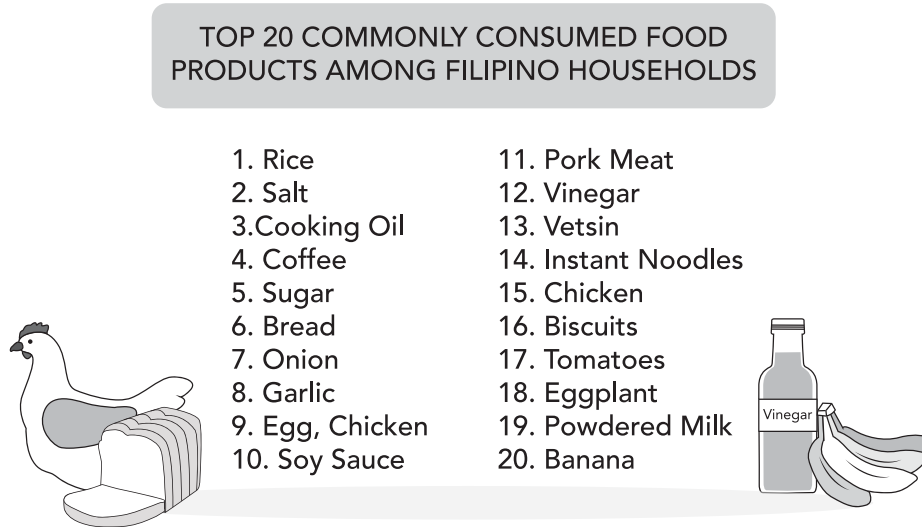 TOP 20 COMMONLY CONSUMED FOOD
PRODUCTS AMONG FILIPINO HOUSEHOLDS
1. Rice
2. Salt
3.Cooking Oil
4. Coffee
5. Sugar
6. Bread
7. Onion
8. Garlic
9. Egg, Chicken
10. Soy Sauce
11. Pork Meat
12. Vinegar
13. Vetsin
14. Instant Noodles
15. Chicken
16. Biscuits
17. Tomatoes
18. Eggplant
19. Powdered Milk
20. Banana
Vinegar